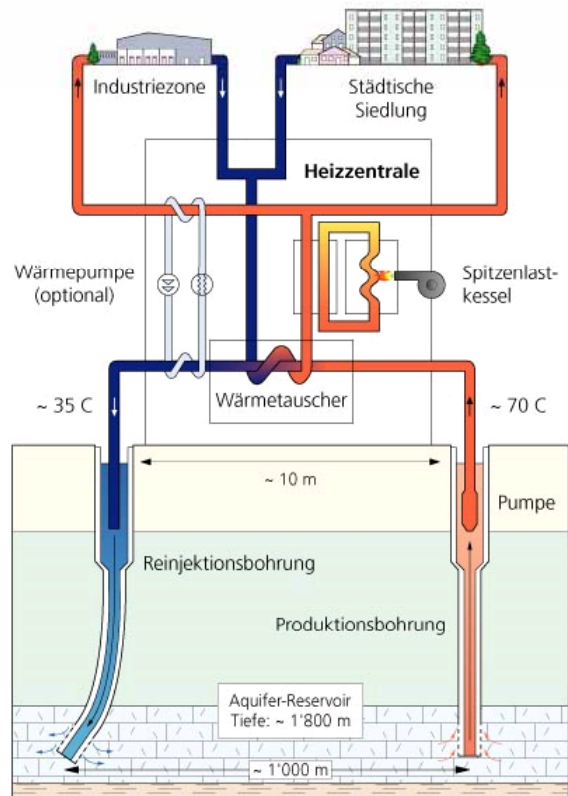 Industriezone
Städtische
Siedlung
Heizzentrale
Wärmepumpe
(optional)
Spitzenlast-
kessel
Wärmetauscher
~ 35 C
~ 70 C
~ 10 m
Pumpe
Reinjektionsbohrung
Produktionsbohrung
Aquifer-Reservoir
Tiefe: ~ 1'800 m
~ 1'000 m